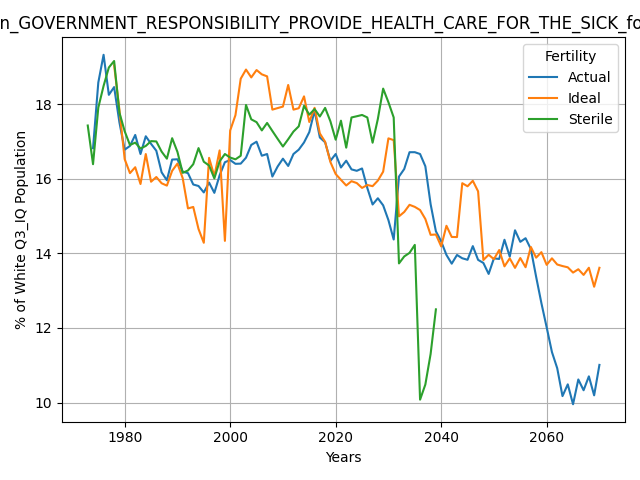 n_GOVERNMENT_RESPONSIBILITY_PROVIDE_HEALTH_CARE_FOR_THE_SICK_fo
Fertility
Actual
Ideal
Sterile
% of White Q3_IQ Population
18
16
14
12
10
1980
2000
2020
2040
2060
Years